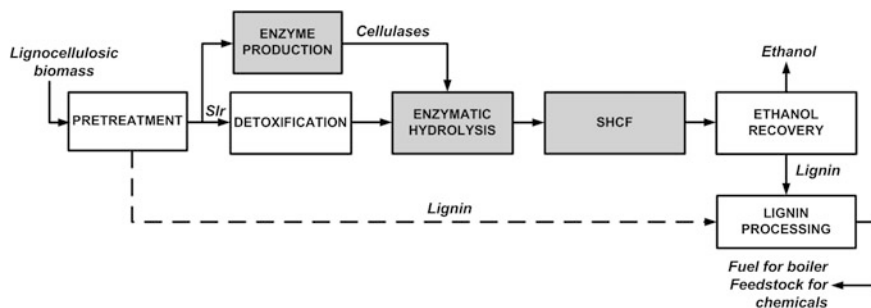 Lignocellulosic
biomass
PRETREATMENT
Slr
ENZYME
PRODUCTION
Cellulases
DETOXIFICATION
ENZYMATIC
HYDROLYSIS
SHCF
Ethanol
ETHANOL
RECOVERY
Lignin
Lignin
LIGNIN
PROCESSING
Fuel for boiler
Feedstock for
chemicals